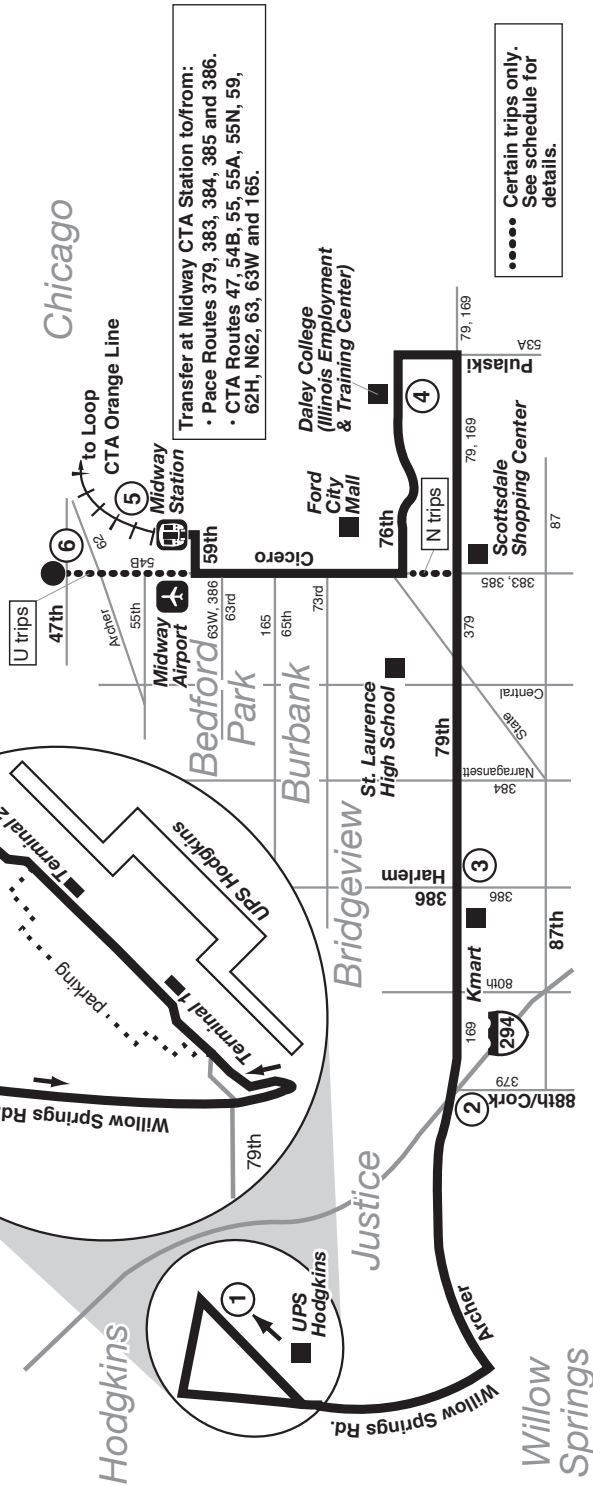 Hodgkins
Willow
Springs
Justice
Bridgeview
Burbank
Bedford
Park
Chicago
UPS
Hodgkins
1
Willow Springs Rd.
Archer
Willow Springs Rd.
79th
parking
Terminal 1
Terminal 2
UPS Hodgkins
2
88th/Cork
379
294
169
80th
Kmart
3
386
Harlem
386
87th
384
Narragansett
State
Central
79th
St. Laurence
High School
379
383, 385
87
Scottsdale
Shopping Center
N trips
79, 169
Pulaski
53A
79, 169
4
76th
Daley College
(Illinois Employment
& Training Center)
Ford
City
Mall
Cicero
73rd
65th
165
63rd
63W, 386
59th
Midway
Airport
Midway
Station
5
55th
54B
Archer
62
47th
6
U trips
to Loop
CTA Orange Line
Transfer at Midway CTA Station to/from:
· Pace Routes 379, 383, 384, 385 and 386.
· CTA Routes 47, 54B, 55, 55A, 55N, 59,
62H, N62, 63, 63W and 165.
Certain trips only.
See schedule for
details.